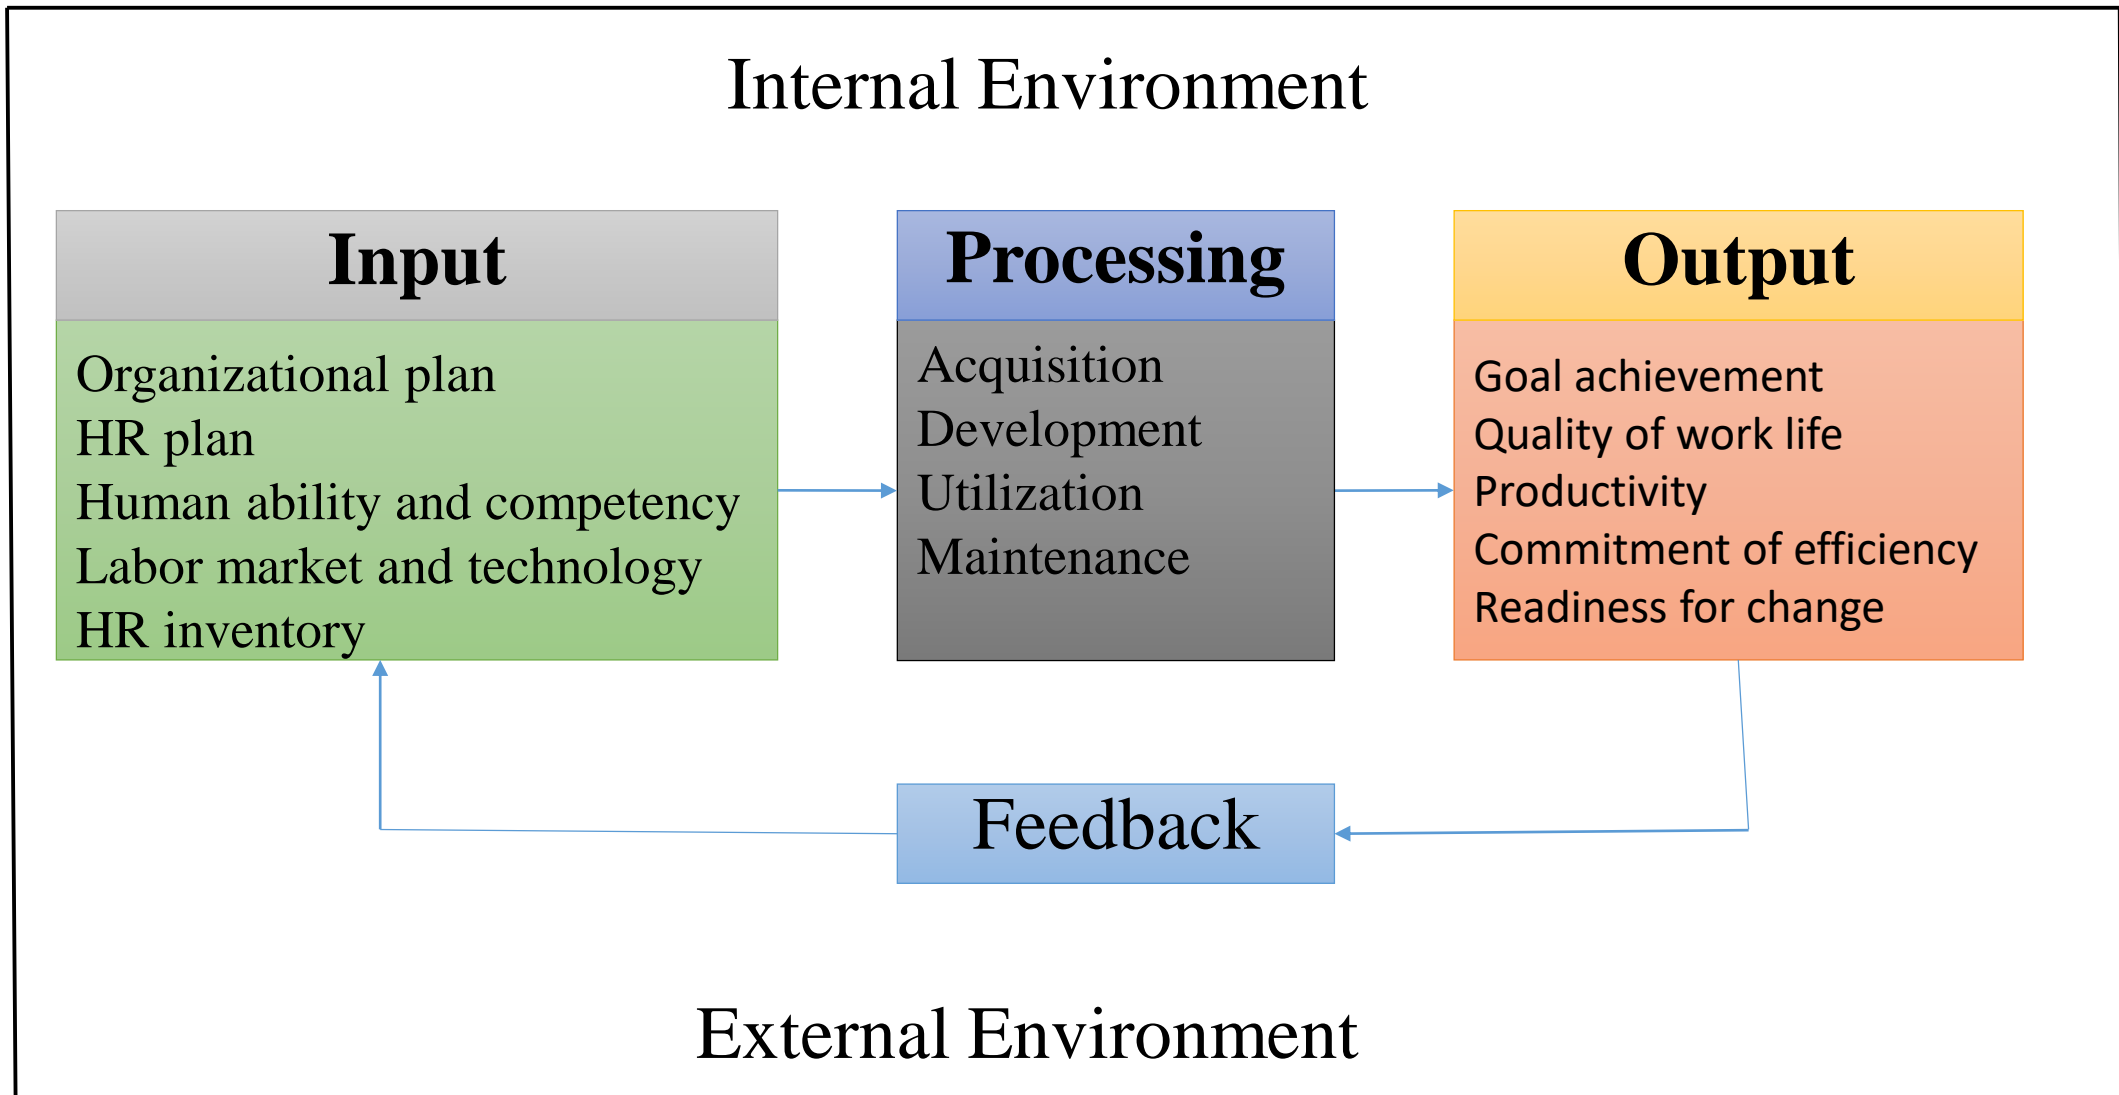 Internal Environment
Input
Organizational plan
HR plan
Human ability and competency
Labor market and technology
HR inventory
Processing
Acquisition
Development
Utilization
Maintenance
Output
Goal achievement
Quality of work life
Productivity
Commitment of efficiency
Readiness for change
Feedback
External Environment